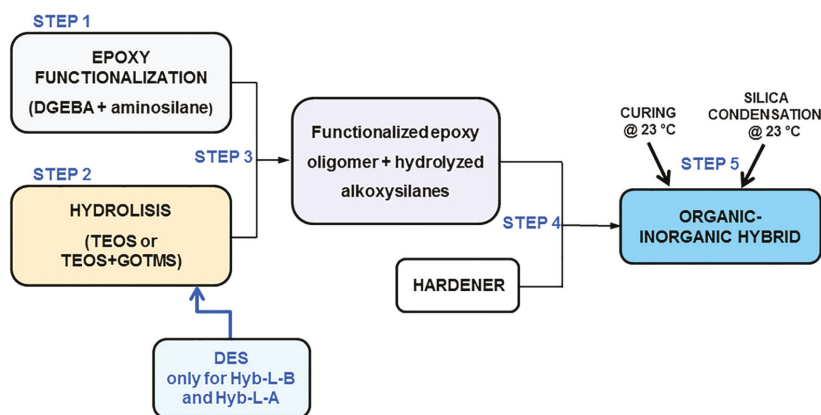 STEP 1
EPOXY
FUNCTIONALIZATION
(DGEBA + aminosilane)
STEP 2
HYDROLISIS
(TEOS or
TEOS+GOTMS)
DES
only for Hyb-L-B
and Hyb-L-A
STEP 3
Functionalized epoxy
oligomer + hydrolyzed
alkoxysilanes
STEP 4
HARDENER
CURING
@ 23 °C
SILICA
CONDENSATION
@ 23 °C
STEP 5
ORGANIC-
INORGANIC HYBRID